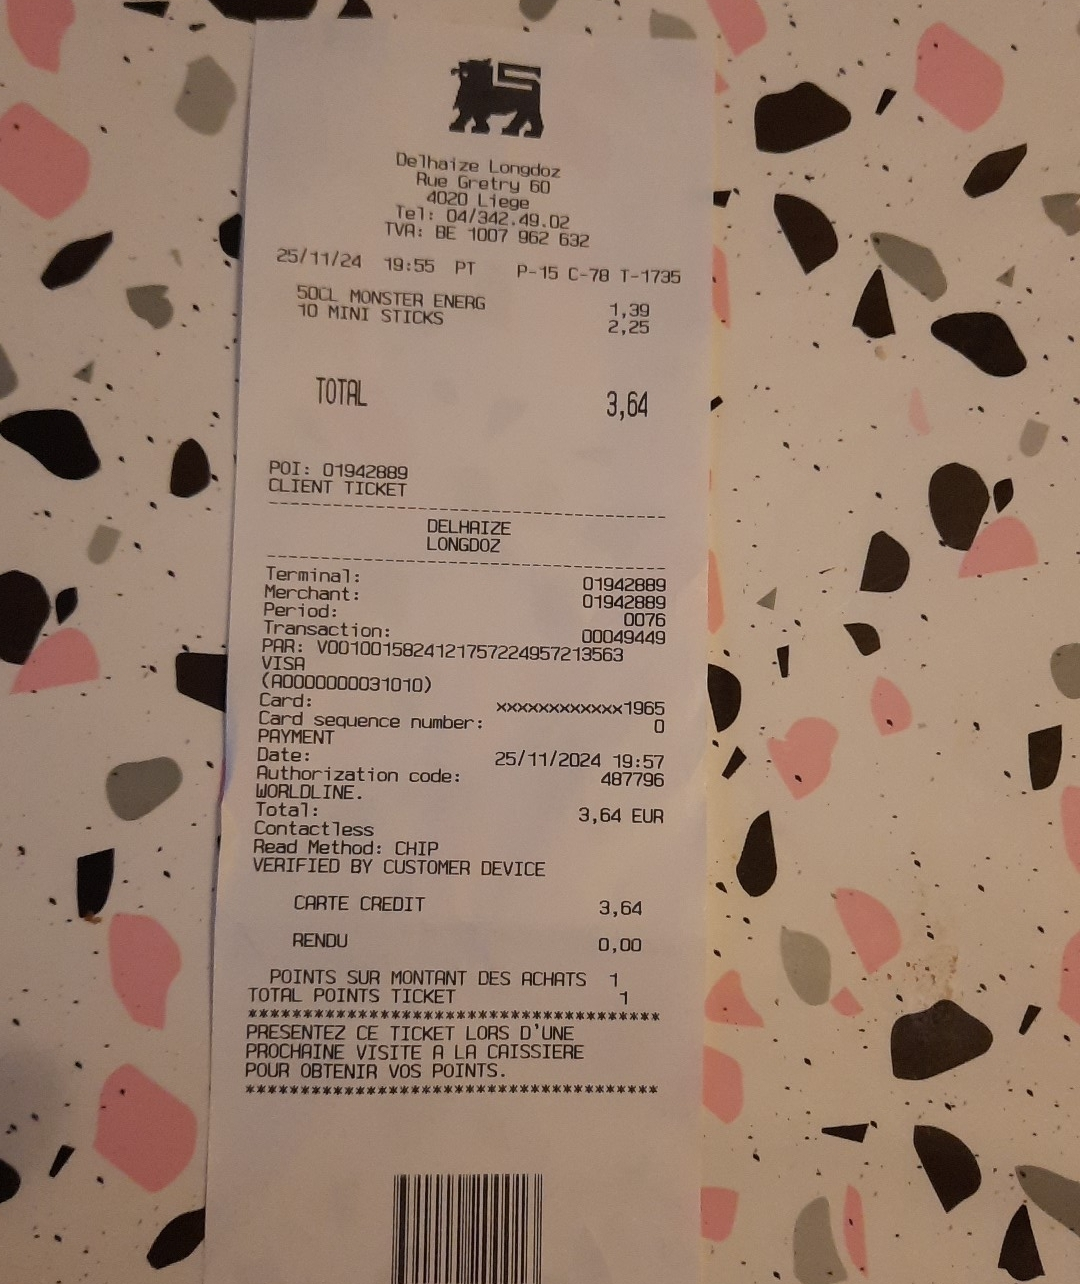 Delhaize Longdoz
Rue Gretry 60
4020 Liege
Tel: 04/342.49.02
TVA: BE 1007 962 632
25/11/24 19:55 PT P-15 C-78 T-1735
50CL MONSTER ENERG 1,39
10 MINI STICKS 2,25
TOTAL 3,64
POI: 01942889
CLIENT TICKET
------------------------------------
DELHAIZE
LONGDOZ
------------------------------------
Terminal: 01942889
Merchant: 01942889
Period: 0076
Transaction: 00049449
PAR: V0010015824121757224957213563
VISA
(A0000000031010)
Card: xxxxxxxxxxxx1965
Card sequence number: 0
PAYMENT
Date: 25/11/2024 19:57
Authorization code: 487796
WORLDLINE.
Total: 3,64 EUR
Contactless
Read Method: CHIP
VERIFIED BY CUSTOMER DEVICE
CARTE CREDIT 3,64
RENDU 0,00
POINTS SUR MONTANT DES ACHATS 1
TOTAL POINTS TICKET 1
**************************************
PRESENTEZ CE TICKET LORS D'UNE
PROCHAINE VISITE A LA CAISSIERE
POUR OBTENIR VOS POINTS.
**************************************